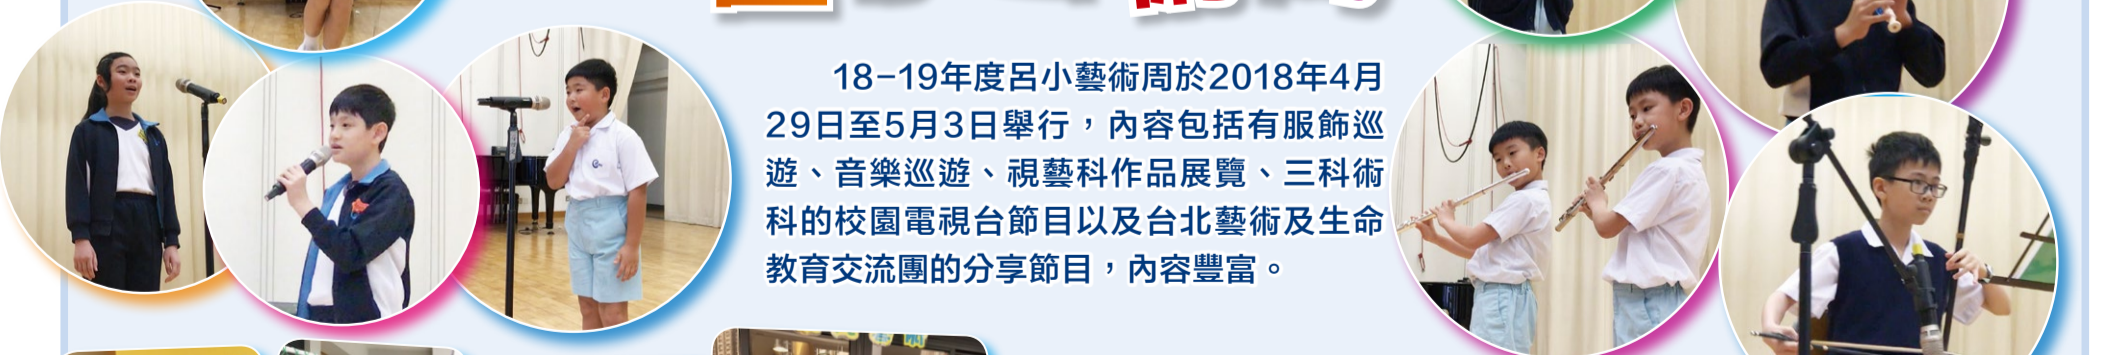 18-19年度呂小藝術周於2018年4月
29日至5月3日舉行，內容包括有服飾巡
遊、音樂巡遊、視藝科作品展覽、三科術
科的校園電視台節目以及台北藝術及生命
教育交流團的分享節目，內容豐富。